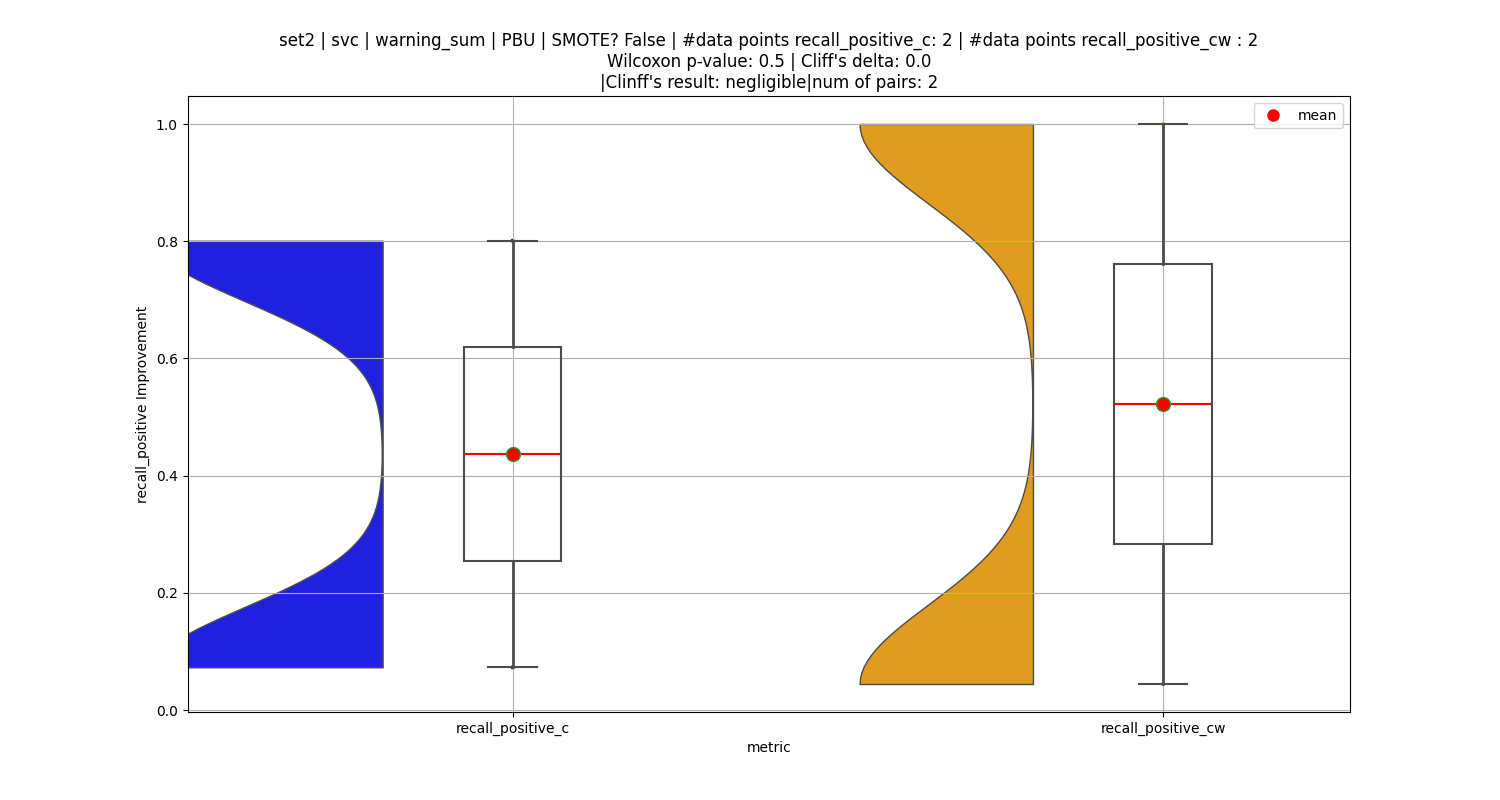 set2 | svc | warning_sum | PBU | SMOTE? False | #data points recall_positive_c: 2 | #data points recall_positive_cw : 2
Wilcoxon p-value: 0.5 | Cliff's delta: 0.0
|Clinff's result: negligible|num of pairs: 2
mean
1.0
0.8
0.6
0.4
0.2
0.0
recall_positive Improvement
recall_positive_c
recall_positive_cw
metric